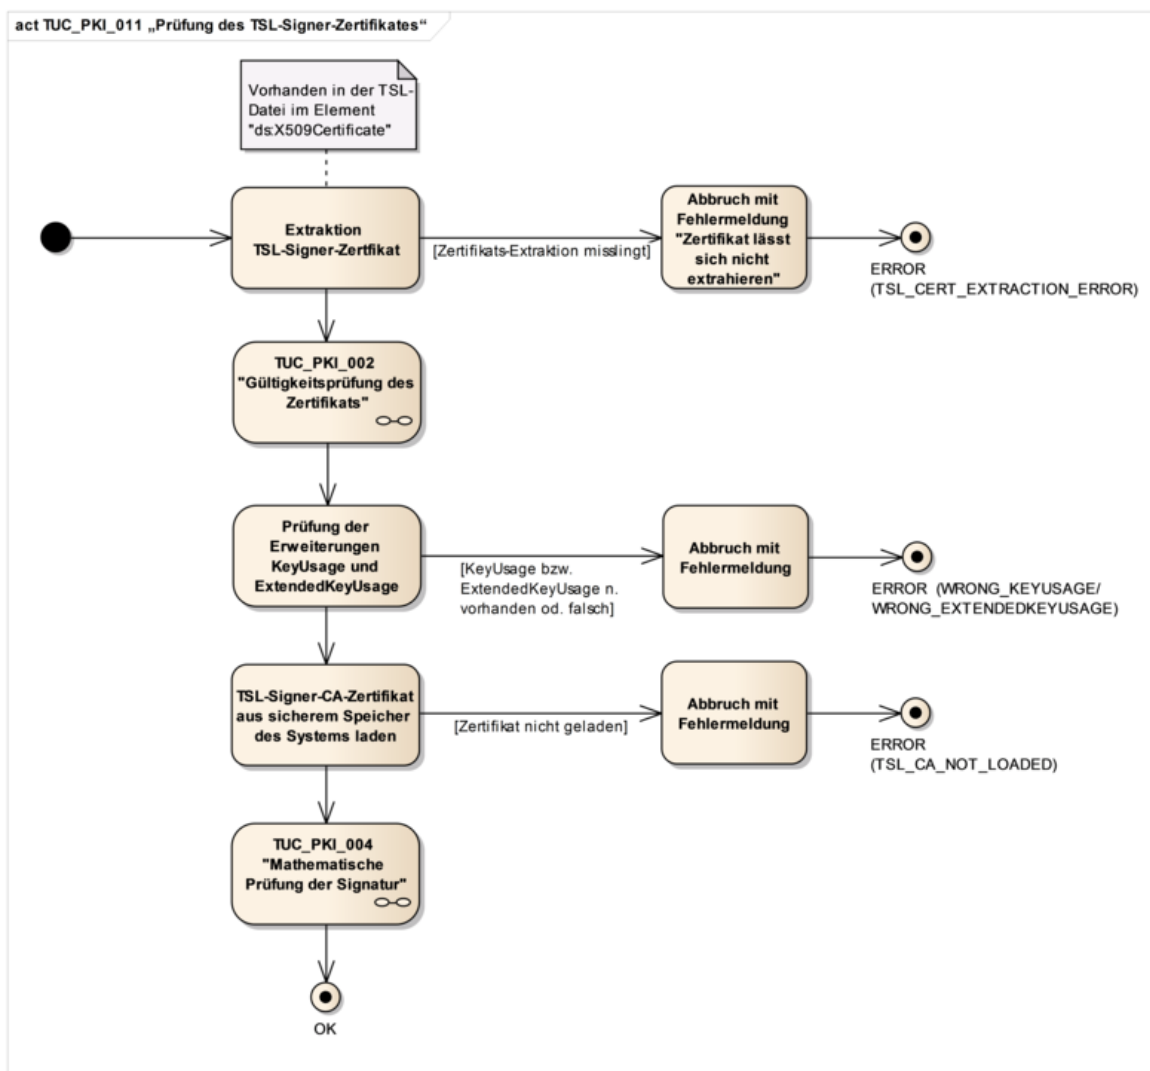 act TUC_PKI_011 „Prüfung des TSL-Signer-Zertifikates“
Vorhanden in der TSL-
Datei im Element
"ds:X509Certificate"
Extraktion
TSL-Signer-Zertfikat
[Zertifikats-Extraktion misslingt]
Abbruch mit
Fehlermeldung
"Zertifikat lässt
sich nicht
extrahieren"
ERROR
(TSL_CERT_EXTRACTION_ERROR)
TUC_PKI_002
"Gültigkeitsprüfung des
Zertifikats"
Prüfung der
Erweiterungen
KeyUsage und
ExtendedKeyUsage
[KeyUsage bzw.
ExtendedKeyUsage n.
vorhanden od. falsch]
Abbruch mit
Fehlermeldung
ERROR (WRONG_KEYUSAGE/
WRONG_EXTENDEDKEYUSAGE)
TSL-Signer-CA-Zertifikat
aus sicherem Speicher
des Systems laden
[Zertifikat nicht geladen]
Abbruch mit
Fehlermeldung
ERROR
(TSL_CA_NOT_LOADED)
TUC_PKI_004
"Mathematische
Prüfung der Signatur"
OK